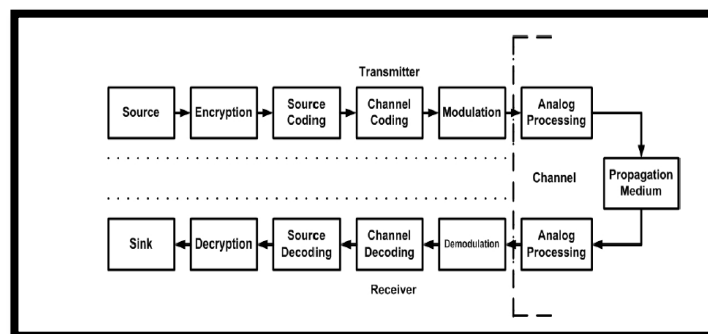 Transmitter
Source
Encryption
Source
Coding
Channel
Coding
Modulation
Analog
Processing
Channel
Propagation
Medium
Sink
Decryption
Source
Decoding
Channel
Decoding
Demodulation
Analog
Processing
Receiver